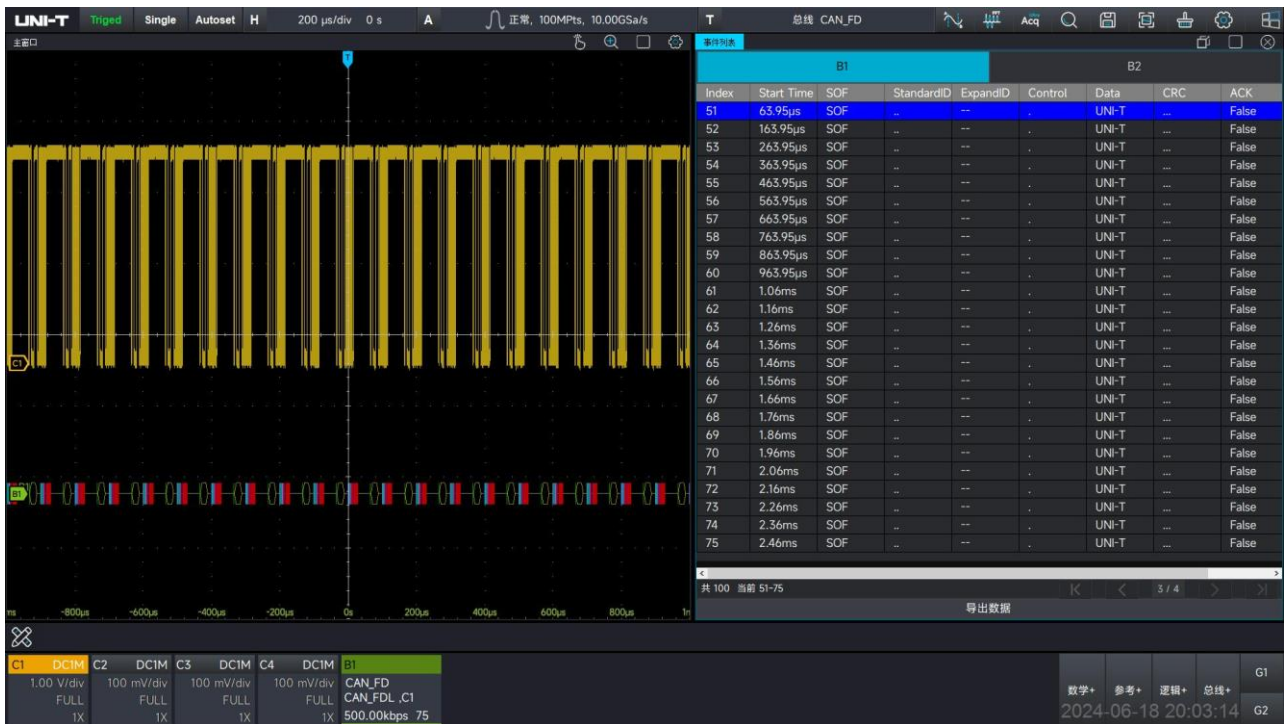 UNI-T Triged Single Autoset H 200 µs/div 0 s A 正常, 100MPts, 10.00GSa/s T 总线 CAN_FD Acq
主窗口
事件列表
T
B1 B2
Index Start Time SOF StandardID ExpandID Control Data CRC ACK
51 63.95µs SOF .. -- . UNI-T ... False
52 163.95µs SOF .. -- . UNI-T ... False
53 263.95µs SOF .. -- . UNI-T ... False
54 363.95µs SOF .. -- . UNI-T ... False
55 463.95µs SOF .. -- . UNI-T ... False
56 563.95µs SOF .. -- . UNI-T ... False
57 663.95µs SOF .. -- . UNI-T ... False
58 763.95µs SOF .. -- . UNI-T ... False
59 863.95µs SOF .. -- . UNI-T ... False
60 963.95µs SOF .. -- . UNI-T ... False
61 1.06ms SOF .. -- . UNI-T ... False
62 1.16ms SOF .. -- . UNI-T ... False
63 1.26ms SOF .. -- . UNI-T ... False
64 1.36ms SOF .. -- . UNI-T ... False
65 1.46ms SOF .. -- . UNI-T ... False
66 1.56ms SOF .. -- . UNI-T ... False
67 1.66ms SOF .. -- . UNI-T ... False
68 1.76ms SOF .. -- . UNI-T ... False
69 1.86ms SOF .. -- . UNI-T ... False
70 1.96ms SOF .. -- . UNI-T ... False
71 2.06ms SOF .. -- . UNI-T ... False
72 2.16ms SOF .. -- . UNI-T ... False
73 2.26ms SOF .. -- . UNI-T ... False
74 2.36ms SOF .. -- . UNI-T ... False
75 2.46ms SOF .. -- . UNI-T ... False
共 100 当前 51-75 3 / 4
导出数据
C1
B1
ms -800µs -600µs -400µs -200µs 0s 200µs 400µs 600µs 800µs 1m
C1 DC1M C2 DC1M C3 DC1M C4 DC1M B1
1.00 V/div 100 mV/div 100 mV/div 100 mV/div CAN_FD
FULL FULL FULL FULL CAN_FDL ,C1
1X 1X 1X 1X 500.00kbps 75
数学+ 参考+ 逻辑+ 总线+ G1
2024-06-18 20:03:14 G2